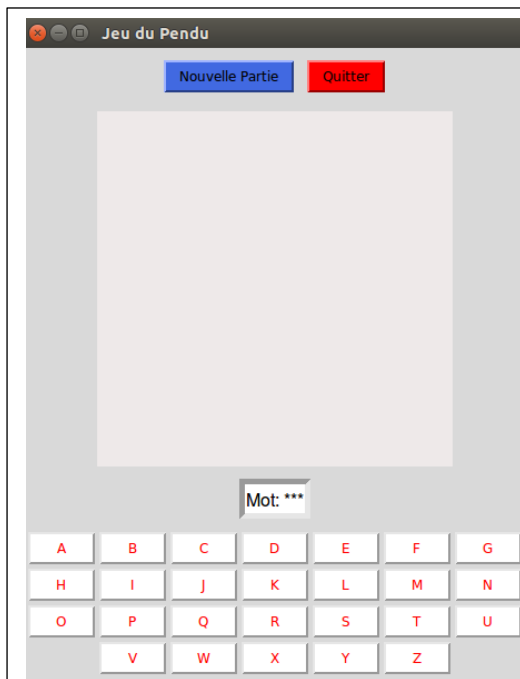 Jeu du Pendu
Nouvelle Partie Quitter
Mot: ***
A B C D E F G
H I J K L M N
O P Q R S T U
V W X Y Z